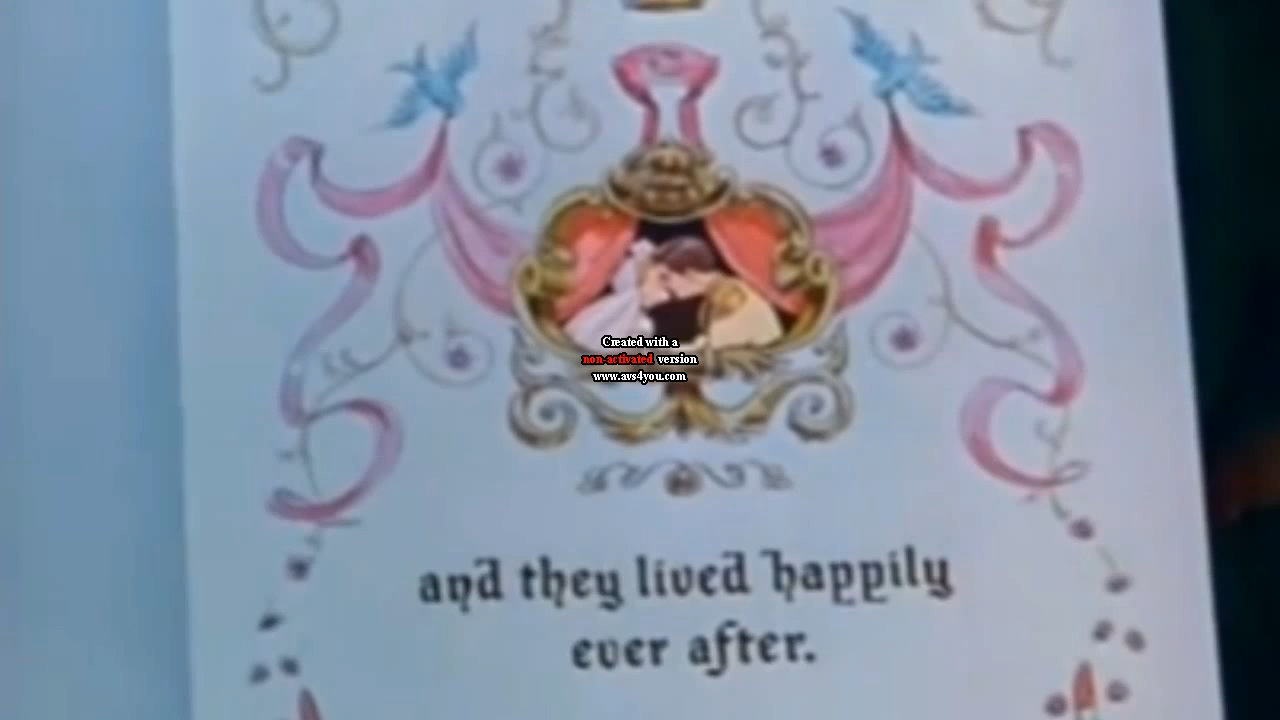 Created with a
non-activated version
www.avs4you.com
and they lived happily
ever after.